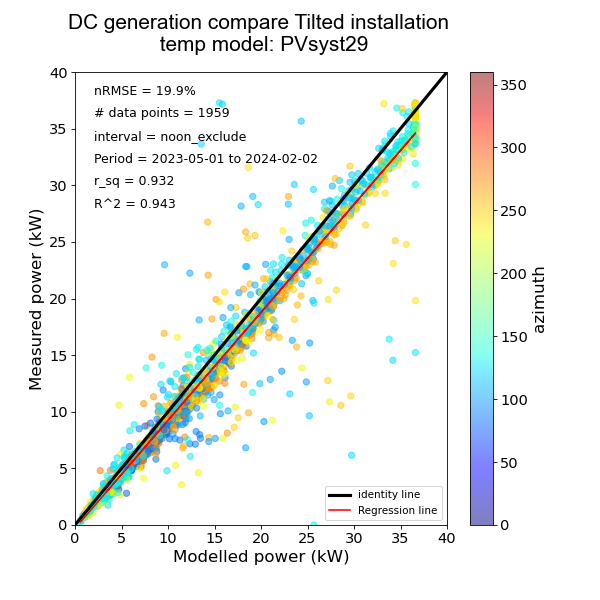 DC generation compare Tilted installation
temp model: PVsyst29
nRMSE = 19.9%
# data points = 1959
interval = noon_exclude
Period = 2023-05-01 to 2024-02-02
r_sq = 0.932
R^2 = 0.943
Measured power (kW)
40
35
30
25
20
15
10
5
0
0 5 10 15 20 25 30 35 40
Modelled power (kW)
identity line
Regression line
350
300
250
200
150
100
50
0
azimuth